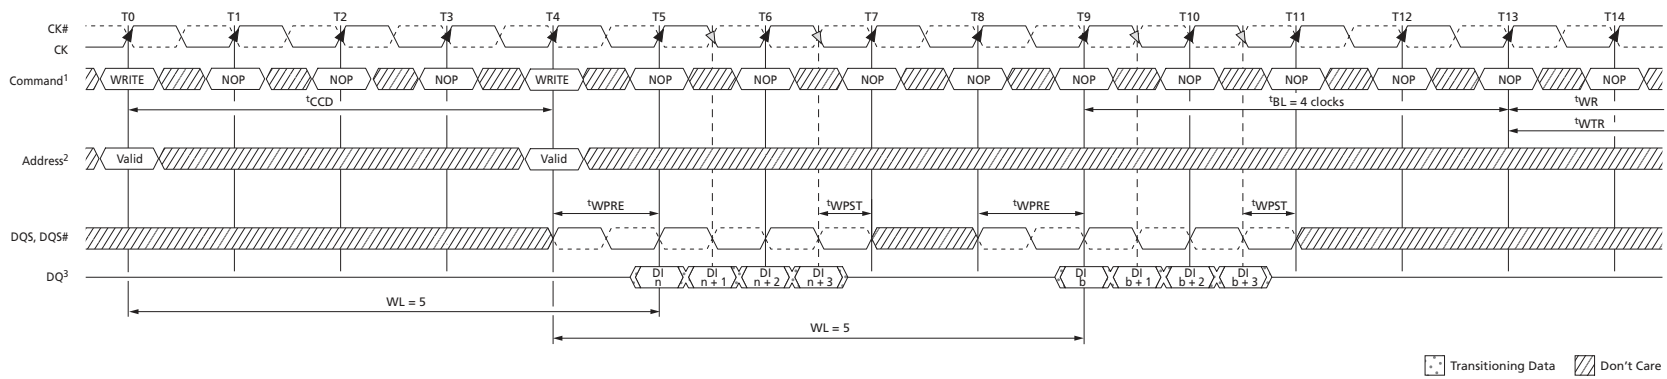 T0 T1 T2 T3 T4 T5 T6 T7 T8 T9 T10 T11 T12 T13 T14
CK#
CK
Command1 WRITE NOP NOP NOP WRITE NOP NOP NOP NOP NOP NOP NOP NOP NOP NOP
tCCD tBL = 4 clocks tWR
tWTR
Address2 Valid Valid
tWPRE tWPST tWPRE tWPST
DQS, DQS#
DQ3 DI n DI n + 1 DI n + 2 DI n + 3 DI b DI b + 1 DI b + 2 DI b + 3
WL = 5
WL = 5
Transitioning Data Don't Care